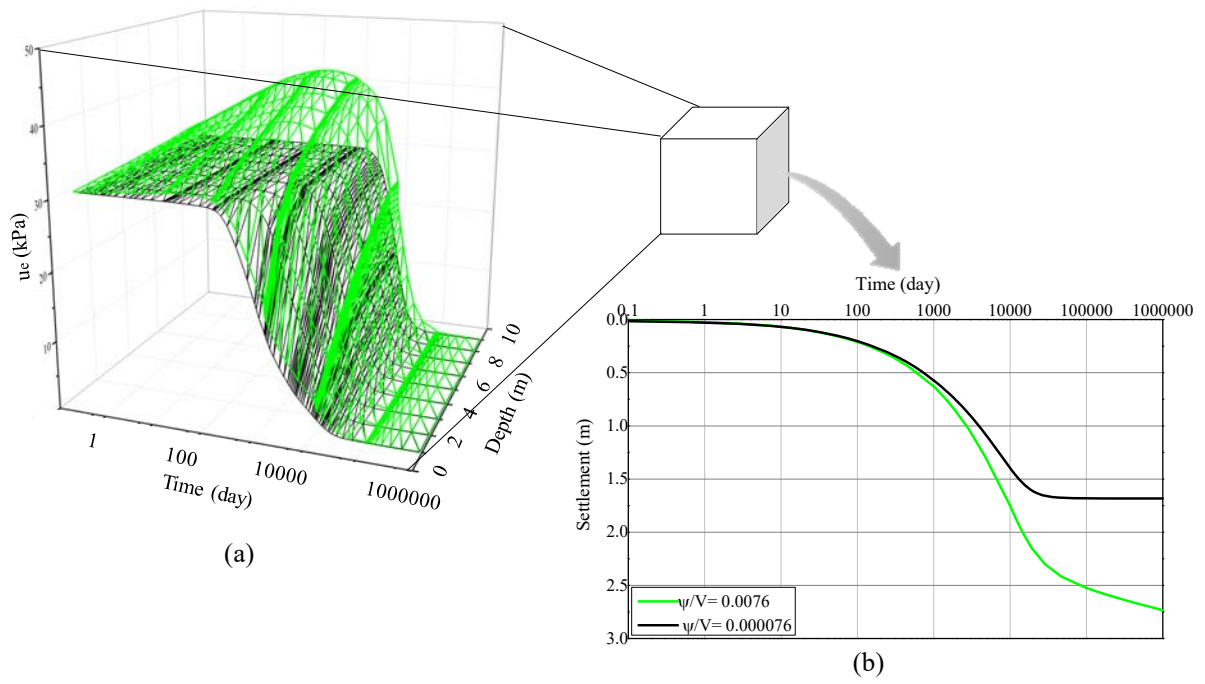 50
40
30
20
10
ue (kPa)
1
100
10000
1000000
Time (day)
0
2
4
6
8
10
Depth (m)
(a)
Time (day)
0.1 1 10 100 1000 10000 100000 1000000
0.0
0.5
1.0
1.5
2.0
2.5
3.0
Settlement (m)
ψ/V= 0.0076
ψ/V= 0.000076
(b)